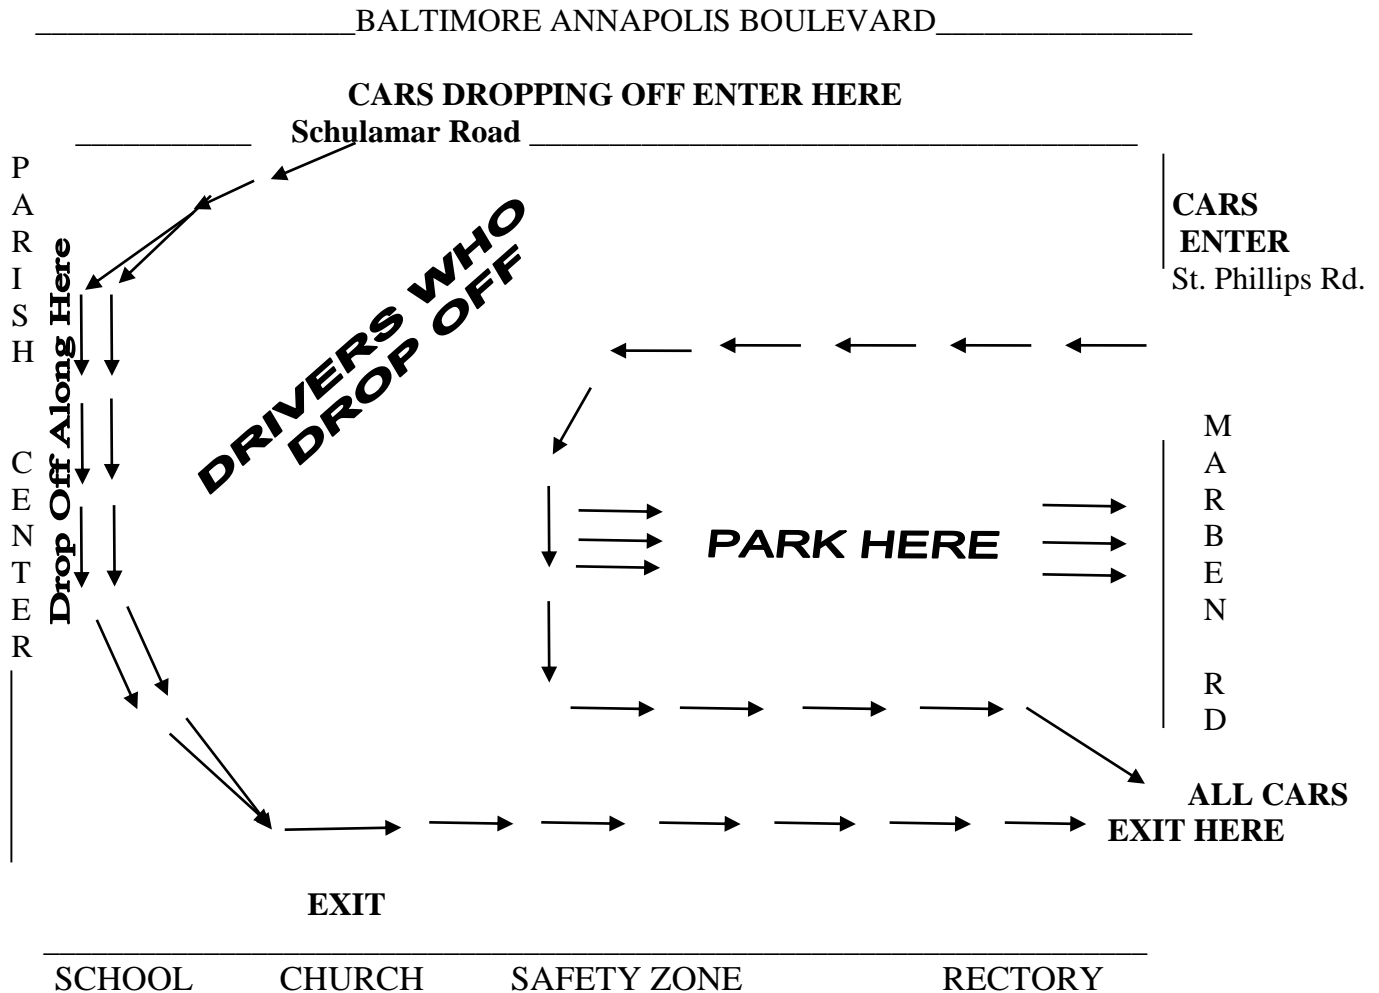 BALTIMORE ANNAPOLIS BOULEVARD
CARS DROPPING OFF ENTER HERE
Schulamar Road
PARISH CENTER
Drop Off Along Here
DRIVERS WHO
DROP OFF
CARS
ENTER
St. Phillips Rd.
PARK HERE
MARBEN RD
ALL CARS
EXIT HERE
EXIT
SCHOOL CHURCH SAFETY ZONE RECTORY